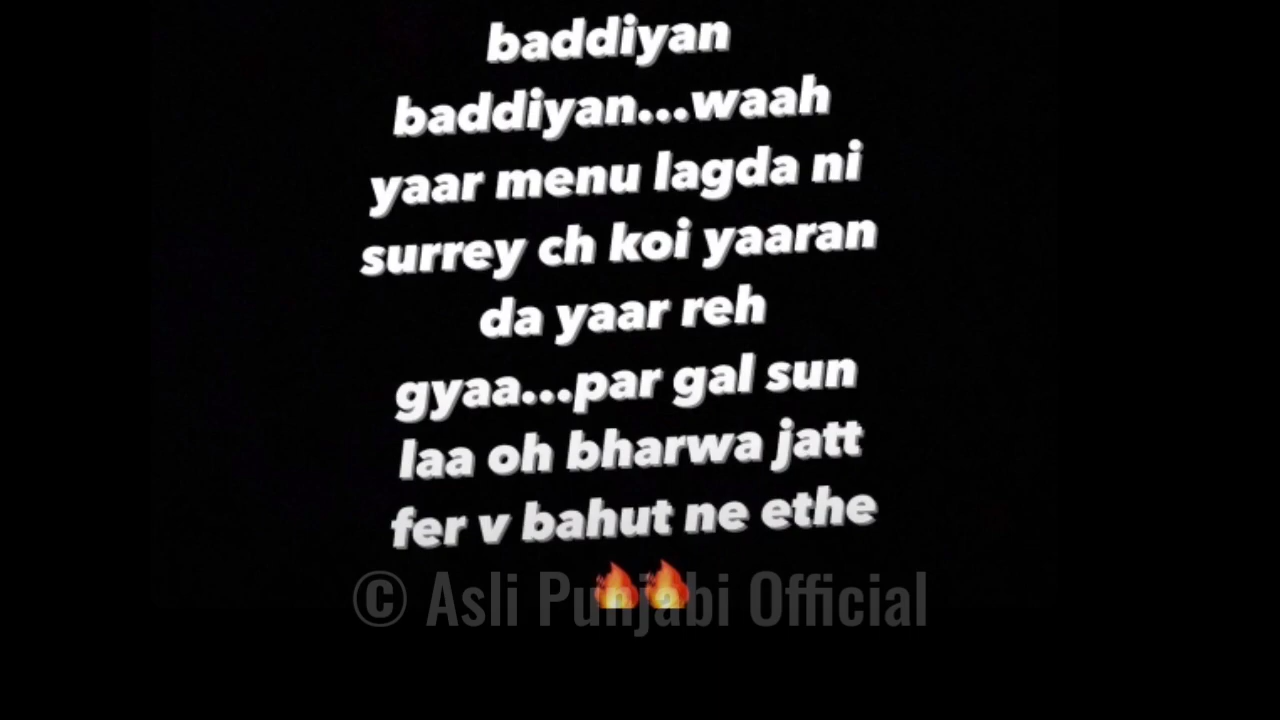 baddiyan
baddiyan...waah
yaar menu lagda ni
surrey ch koi yaaran
da yaar reh
gyaa...par gal sun
laa oh bharwa jatt
fer v bahut ne ethe
🔥🔥
© Asli Punjabi Official